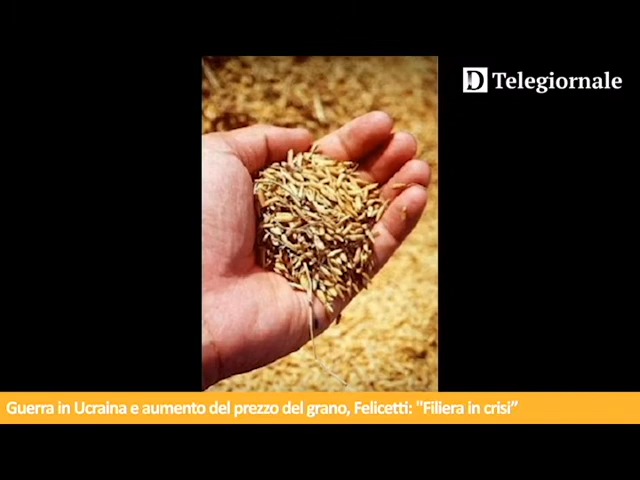 D Telegiornale
Guerra in Ucraina e aumento del prezzo del grano, Felicetti: "Filiera in crisi”